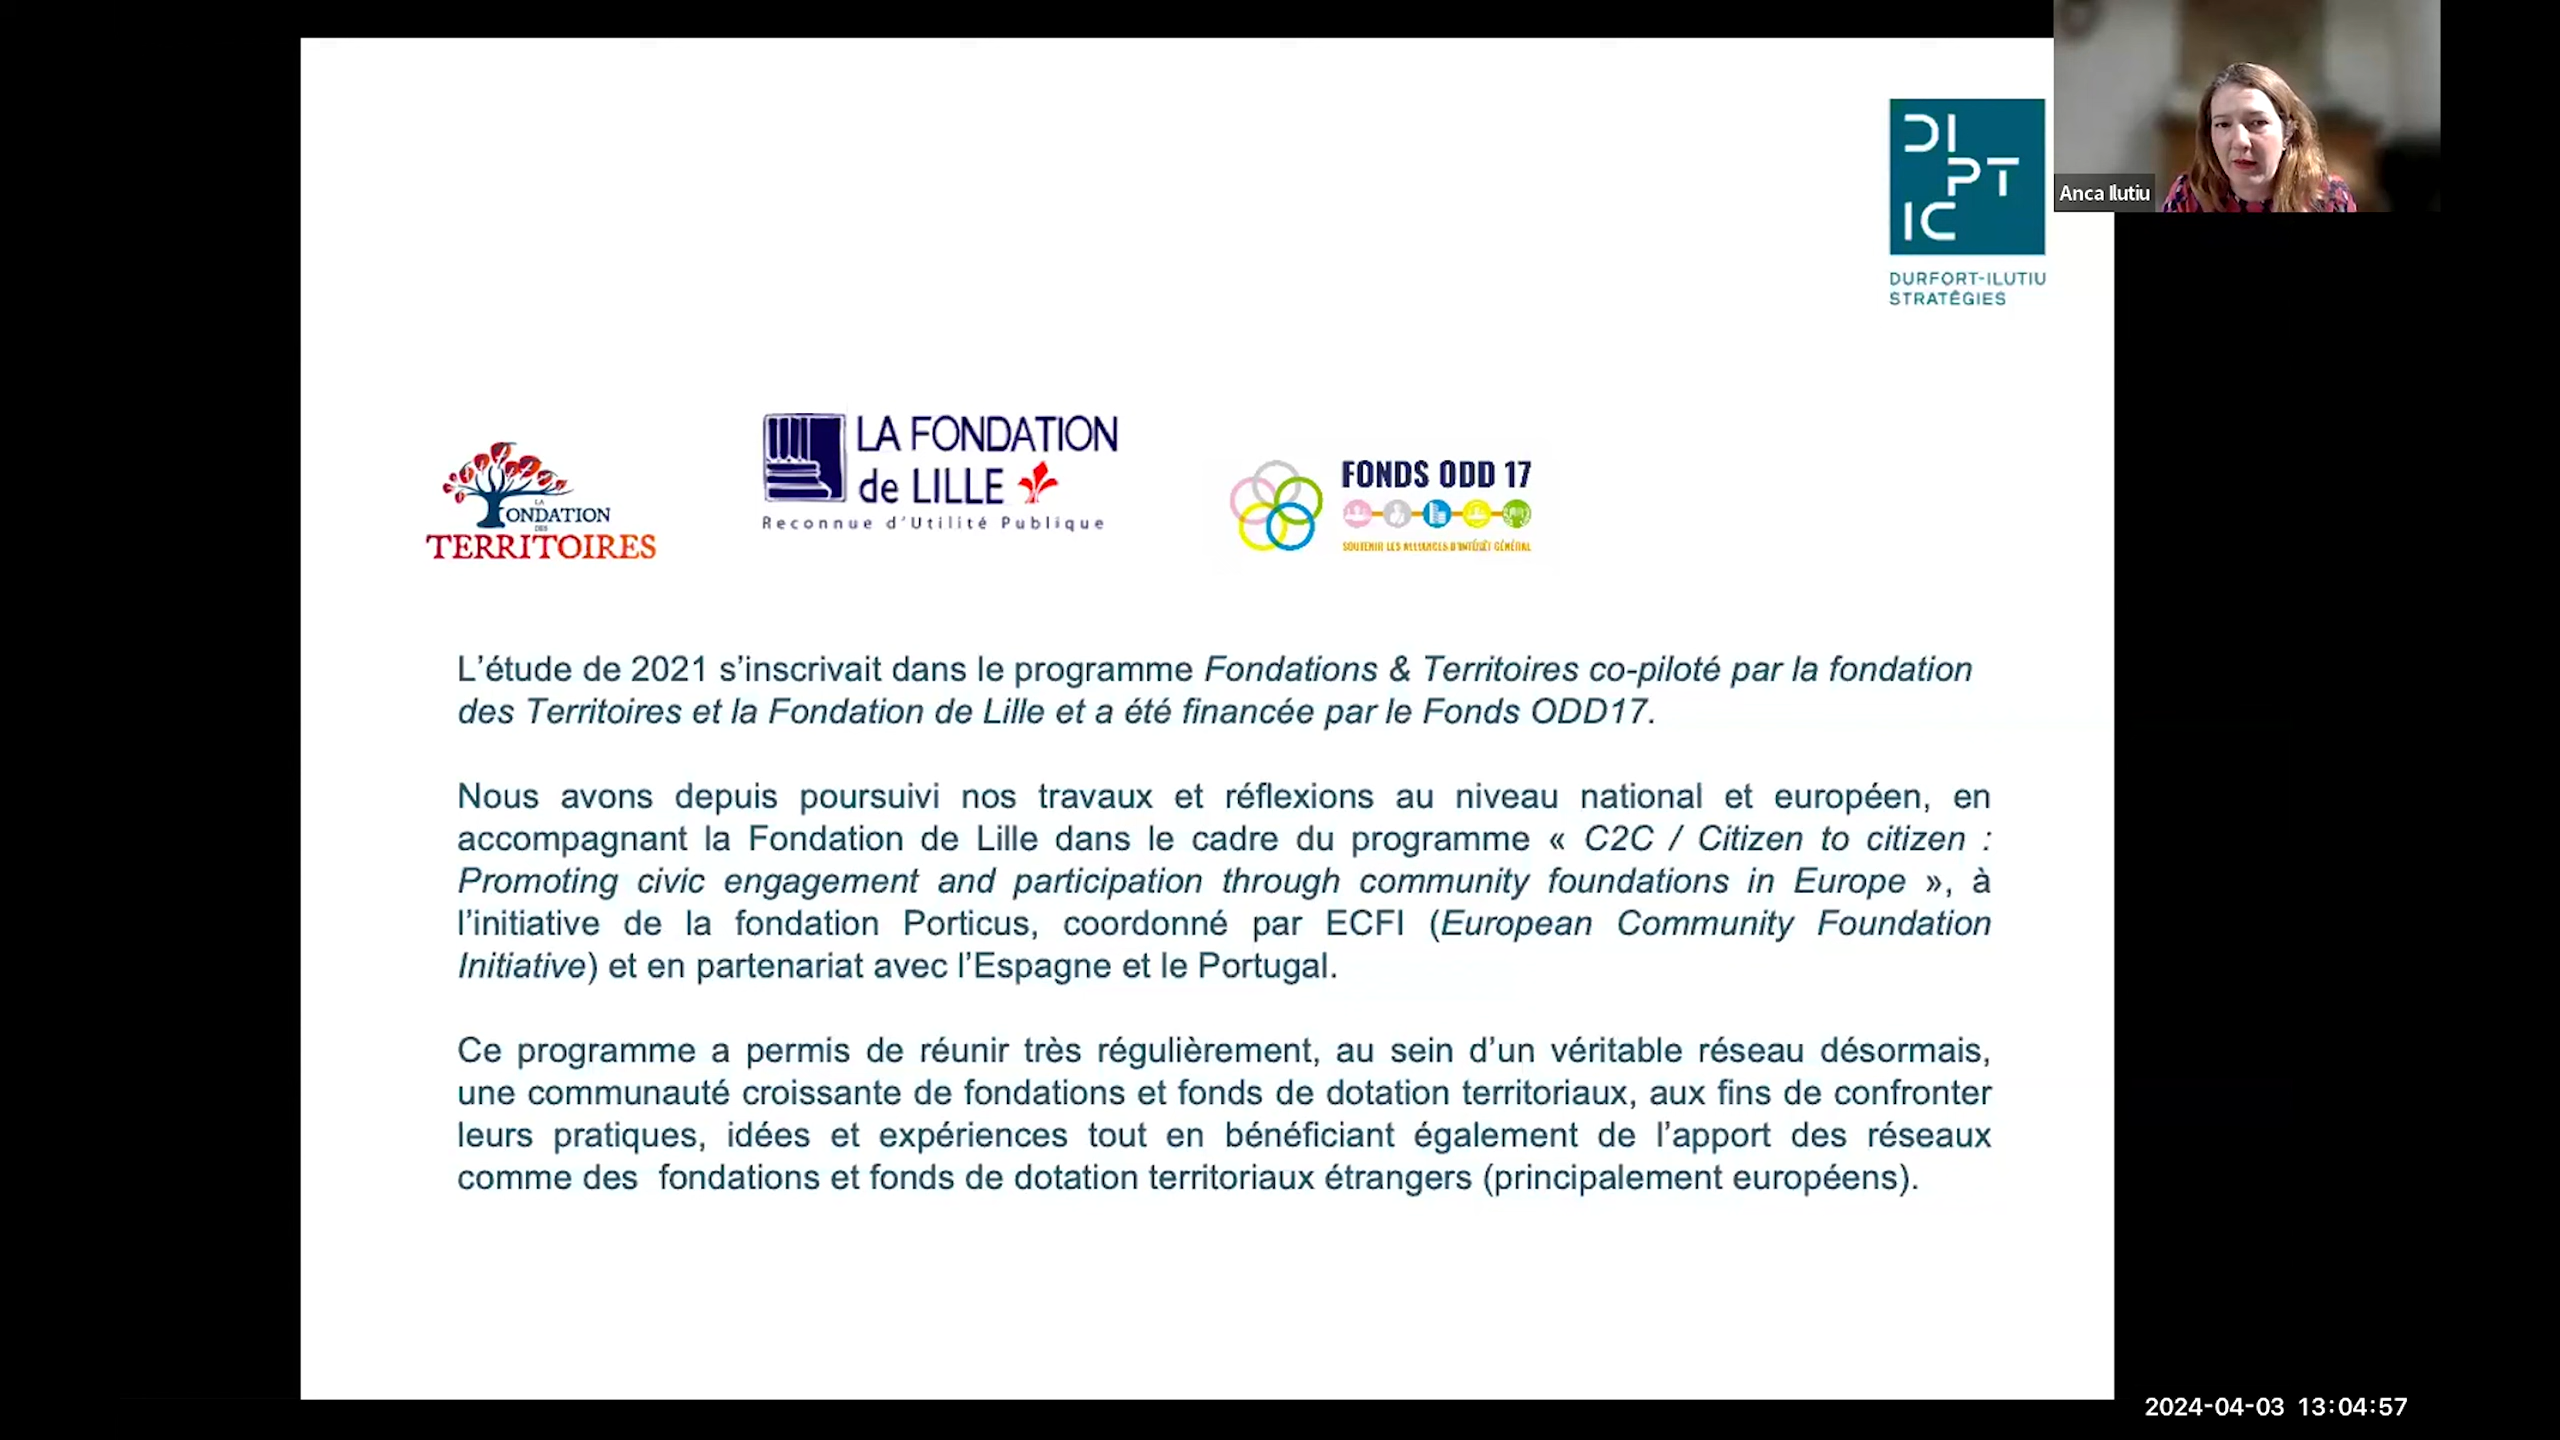 DI
PT
IC
DURFORT-ILUTIU
STRATÉGIES
Anca Ilutiu
LA FONDATION
de LILLE
Reconnue d'Utilité Publique
LA
FONDATION
DES
TERRITOIRES
FONDS ODD 17
SOUTENIR LES ALLIANCES D'INTÉRÊT GÉNÉRAL
L’étude de 2021 s’inscrivait dans le programme Fondations & Territoires co-piloté par la fondation
des Territoires et la Fondation de Lille et a été financée par le Fonds ODD17.
Nous avons depuis poursuivi nos travaux et réflexions au niveau national et européen, en
accompagnant la Fondation de Lille dans le cadre du programme « C2C / Citizen to citizen :
Promoting civic engagement and participation through community foundations in Europe », à
l’initiative de la fondation Porticus, coordonné par ECFI (European Community Foundation
Initiative) et en partenariat avec l’Espagne et le Portugal.
Ce programme a permis de réunir très régulièrement, au sein d’un véritable réseau désormais,
une communauté croissante de fondations et fonds de dotation territoriaux, aux fins de confronter
leurs pratiques, idées et expériences tout en bénéficiant également de l’apport des réseaux
comme des fondations et fonds de dotation territoriaux étrangers (principalement européens).
2024-04-03 13:04:57